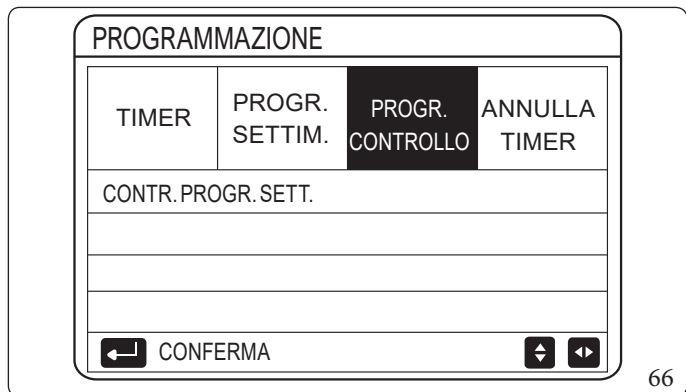 PROGRAMMAZIONE
TIMER
PROGR.
SETTIM.
PROGR.
CONTROLLO
ANNULLA
TIMER
CONTR. PROGR. SETT.
CONFERMA
66